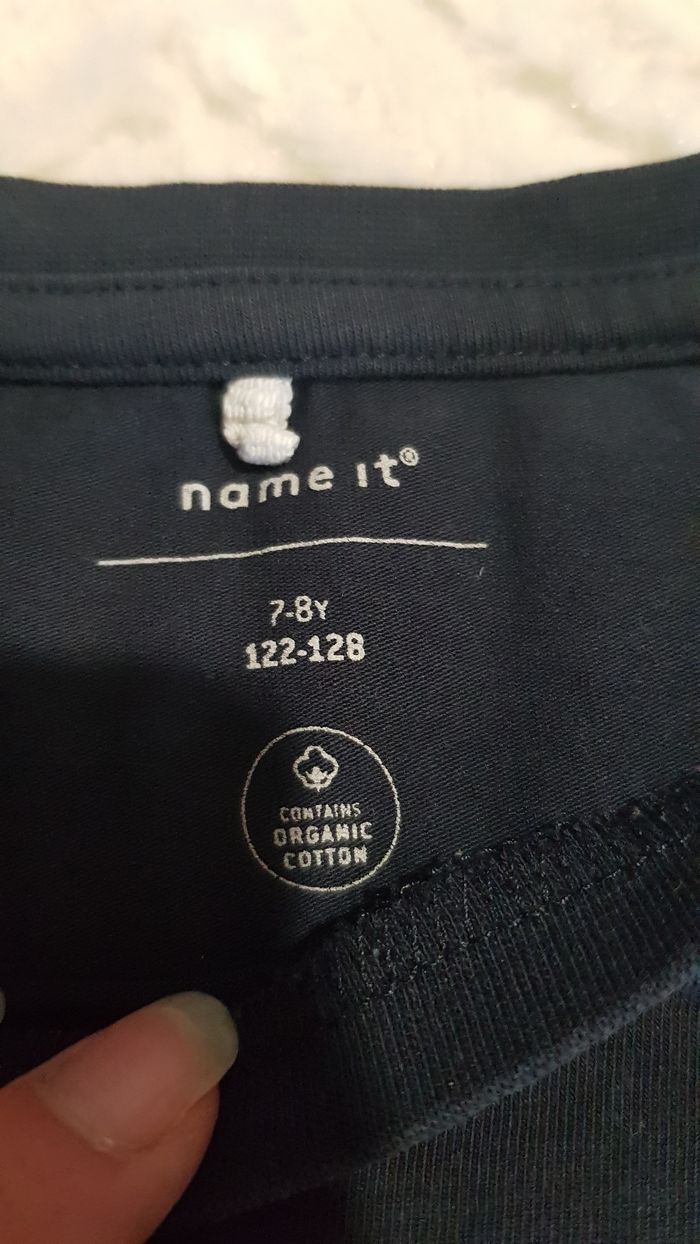 name it®
7-8Y
122-128
CONTAINS
ORGANIC
COTTON